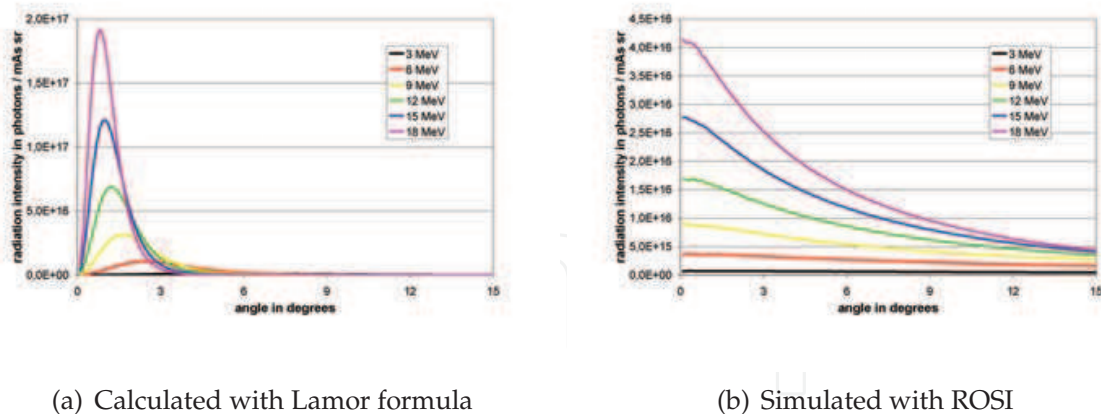 radiation intensity in photons / mAs sr
2,0E+17
1,5E+17
1,0E+17
5,0E+16
0,0E+00
0
3
6
9
12
15
angle in degrees
3 MeV
6 MeV
9 MeV
12 MeV
15 MeV
18 MeV
(a) Calculated with Lamor formula
radiation intensity in photons / mAs sr
4,5E+16
4,0E+16
3,5E+16
3,0E+16
2,5E+16
2,0E+16
1,5E+16
1,0E+16
5,0E+15
0,0E+00
0
3
6
9
12
15
angle in degrees
3 MeV
6 MeV
9 MeV
12 MeV
15 MeV
18 MeV
(b) Simulated with ROSI